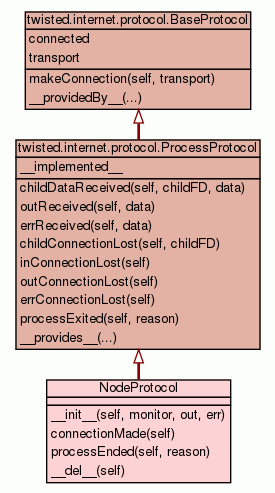 twisted.internet.protocol.BaseProtocol
connected
transport
makeConnection(self, transport)
__providedBy__(...)
twisted.internet.protocol.ProcessProtocol
__implemented__
childDataReceived(self, childFD, data)
outReceived(self, data)
errReceived(self, data)
childConnectionLost(self, childFD)
inConnectionLost(self)
outConnectionLost(self)
errConnectionLost(self)
processExited(self, reason)
__provides__(...)
NodeProtocol
__init__(self, monitor, out, err)
connectionMade(self)
processEnded(self, reason)
__del__(self)